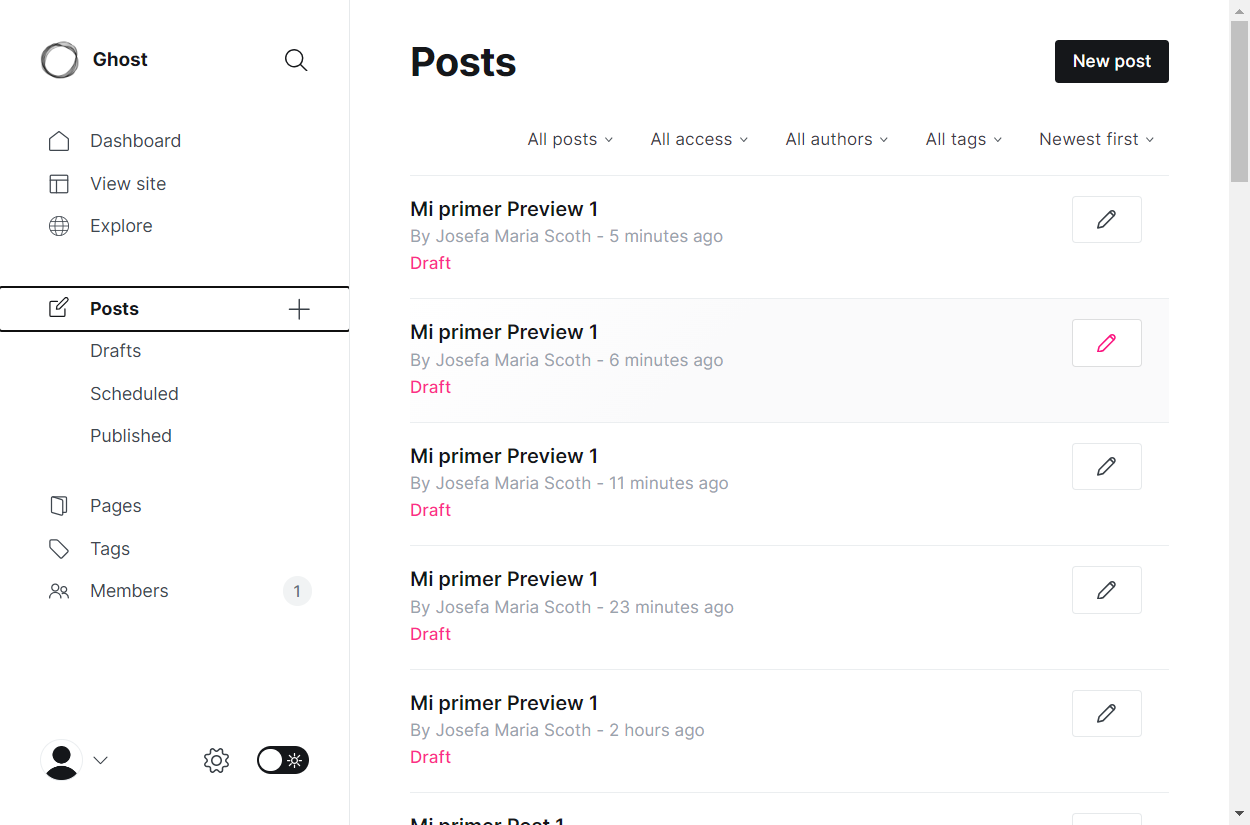 Ghost
Dashboard
View site
Explore
Posts
Drafts
Scheduled
Published
Pages
Tags
Members 1
Posts
New post
All posts All access All authors All tags Newest first
Mi primer Preview 1
By Josefa Maria Scoth - 5 minutes ago
Draft
Mi primer Preview 1
By Josefa Maria Scoth - 6 minutes ago
Draft
Mi primer Preview 1
By Josefa Maria Scoth - 11 minutes ago
Draft
Mi primer Preview 1
By Josefa Maria Scoth - 23 minutes ago
Draft
Mi primer Preview 1
By Josefa Maria Scoth - 2 hours ago
Draft
Mi primer Post 1